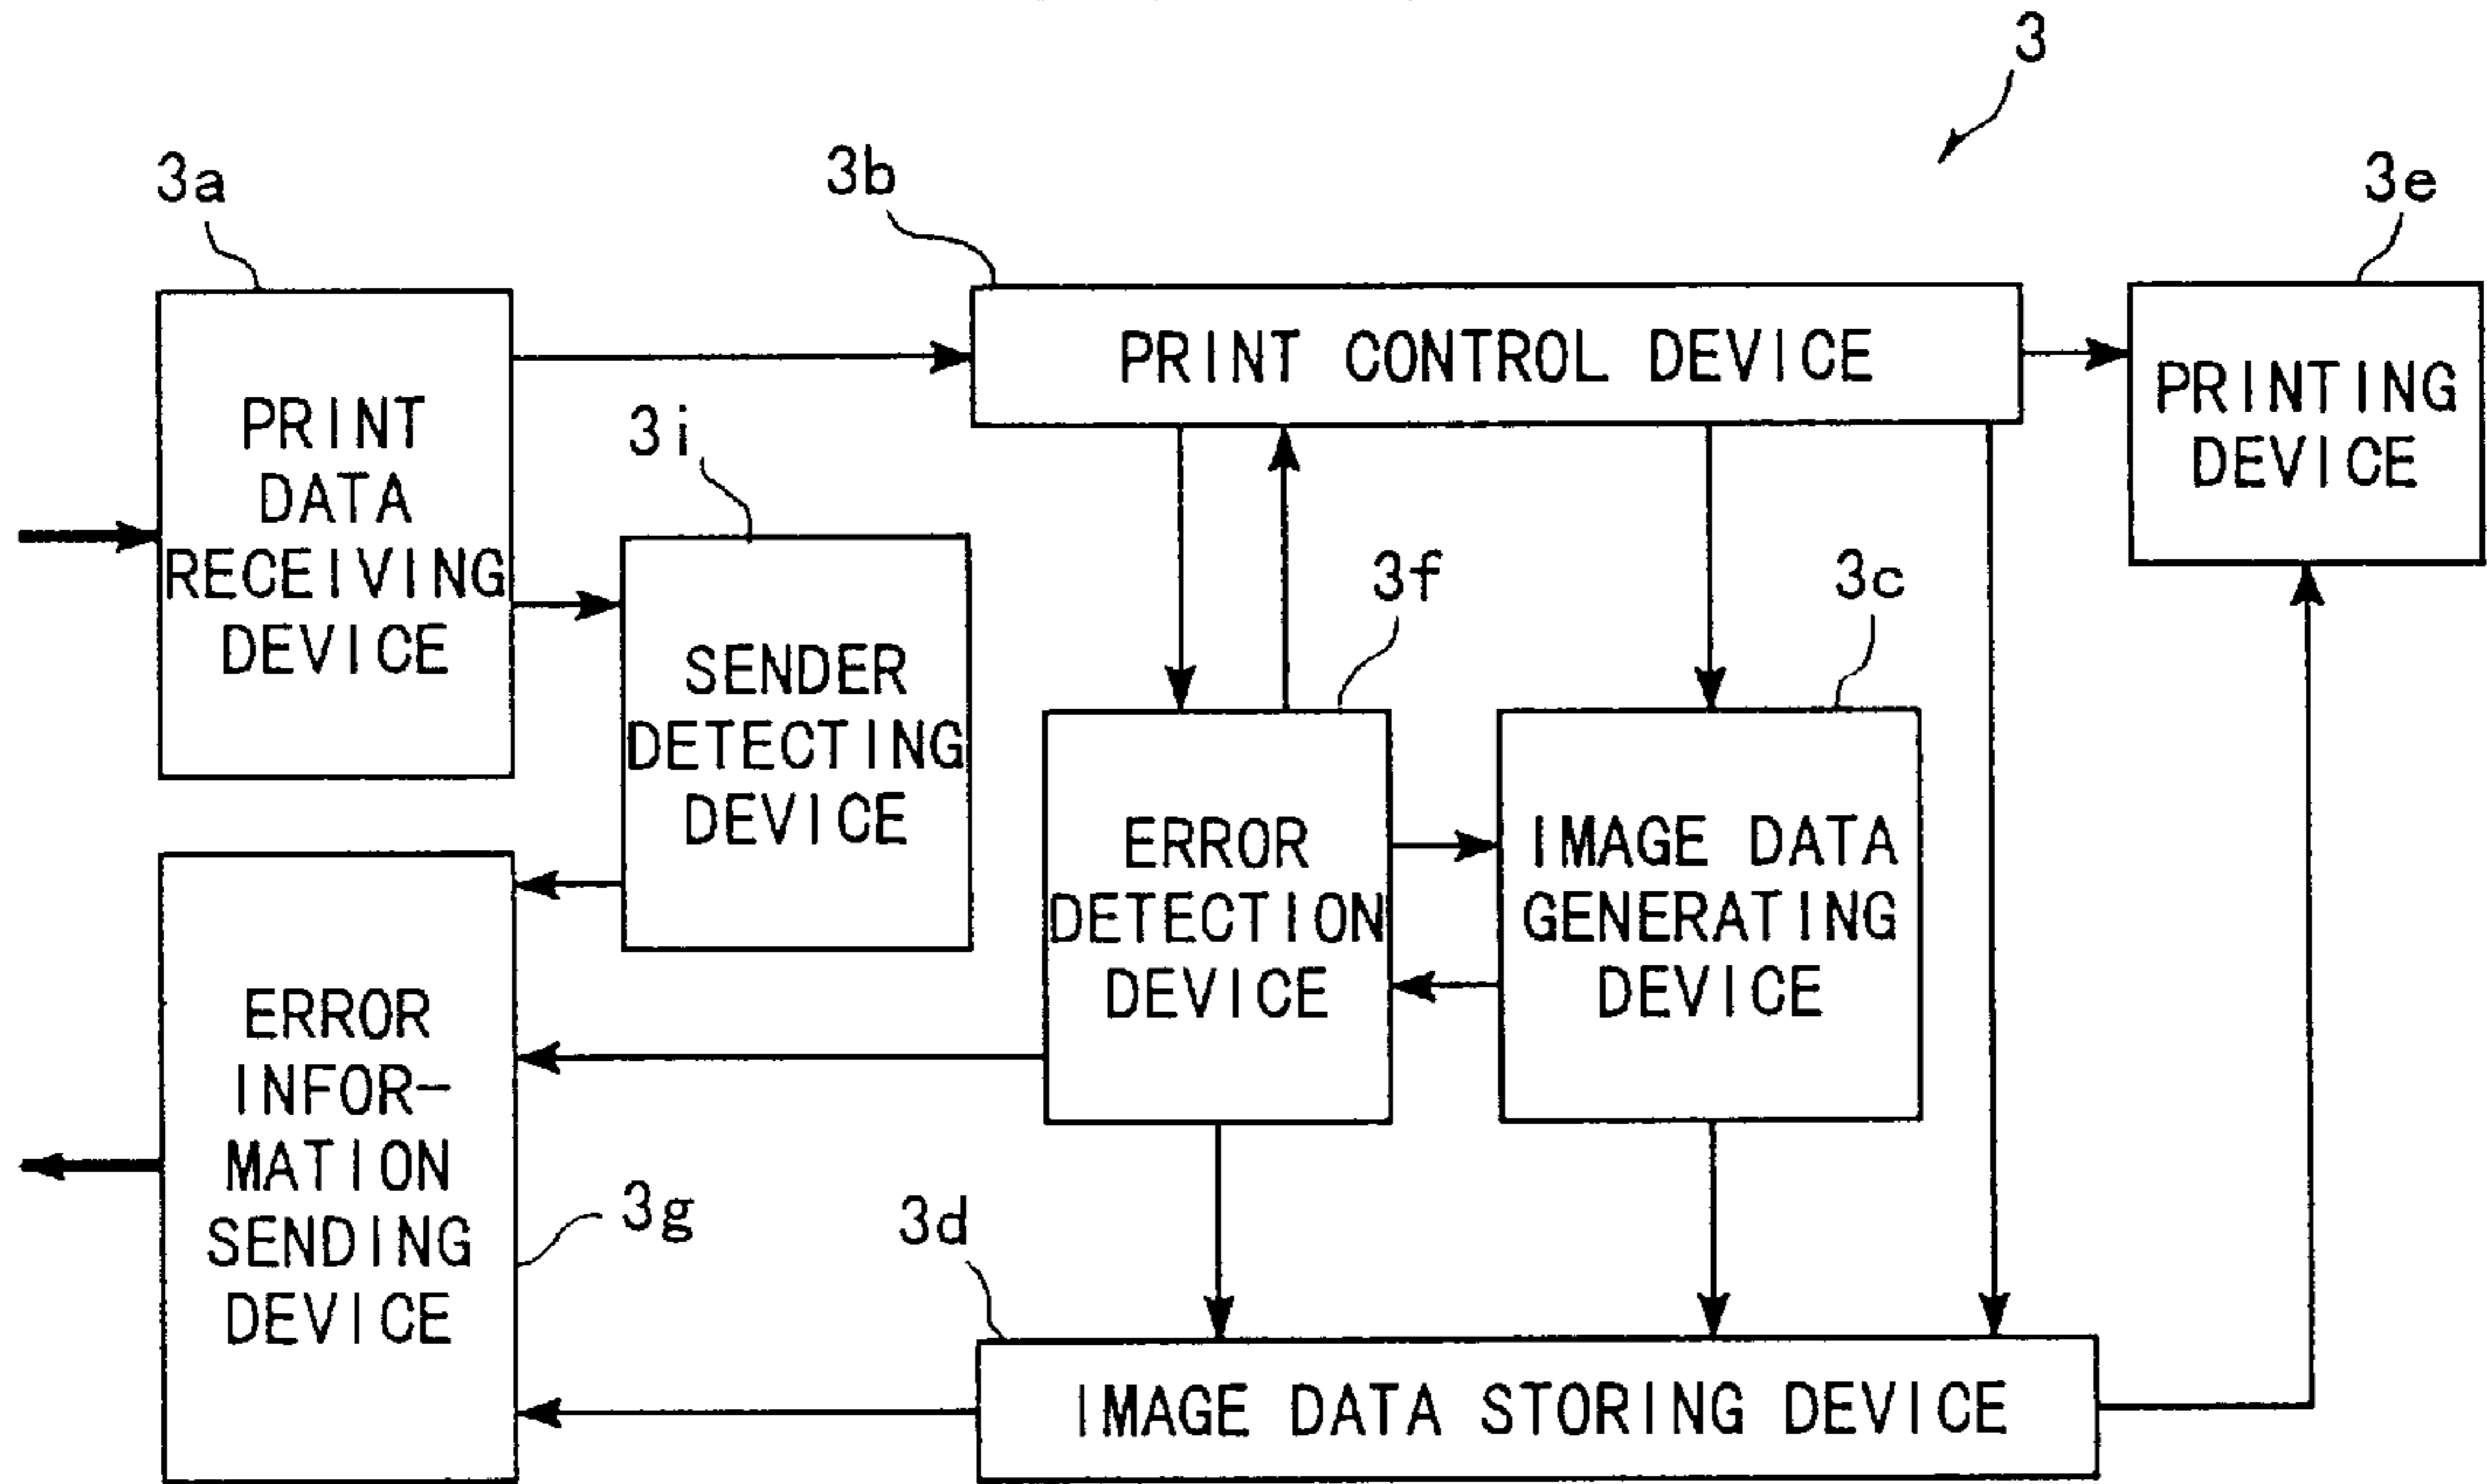 3
3a
3b
3e
PRINT CONTROL DEVICE
PRINTING
DEVICE
PRINT
DATA
RECEIVING
DEVICE
3i
SENDER
DETECTING
DEVICE
3f
3c
ERROR
DETECTION
DEVICE
IMAGE DATA
GENERATING
DEVICE
ERROR
INFOR-
MATION
SENDING
DEVICE
3g
3d
IMAGE DATA STORING DEVICE